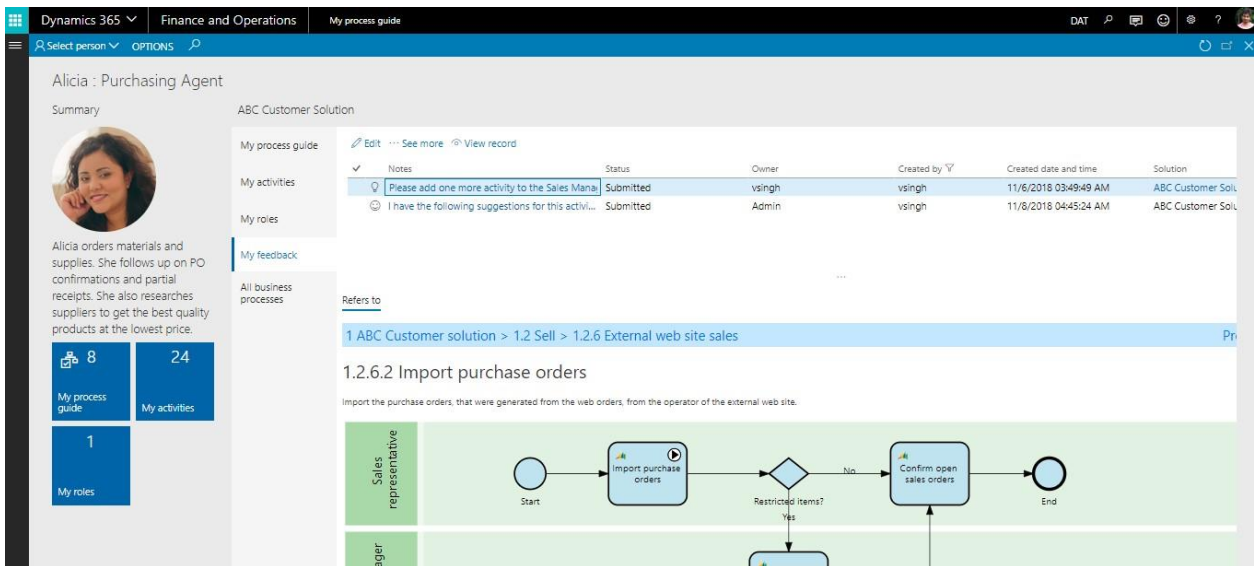 Dynamics 365 Finance and Operations My process guide DAT ?
Select person OPTIONS
Alicia : Purchasing Agent
Summary
ABC Customer Solution
Alicia orders materials and
supplies. She follows up on PO
confirmations and partial
receipts. She also researches
suppliers to get the best quality
products at the lowest price.
8
My process
guide
24
My activities
1
My roles
My process guide
My activities
My roles
My feedback
All business
processes
Edit ··· See more View record
Notes Status Owner Created by Created date and time Solution
Please add one more activity to the Sales Mana Submitted vsingh vsingh 11/6/2018 03:49:49 AM ABC Customer Solu
I have the following suggestions for this activi... Submitted Admin vsingh 11/8/2018 04:45:24 AM ABC Customer Solu
...
Refers to
1 ABC Customer solution > 1.2 Sell > 1.2.6 External web site sales Pr
1.2.6.2 Import purchase orders
Import the purchase orders, that were generated from the web orders, from the operator of the external web site.
Sales
representative
Start
Import purchase
orders
Restricted items?
No
Yes
Confirm open
sales orders
End
ager